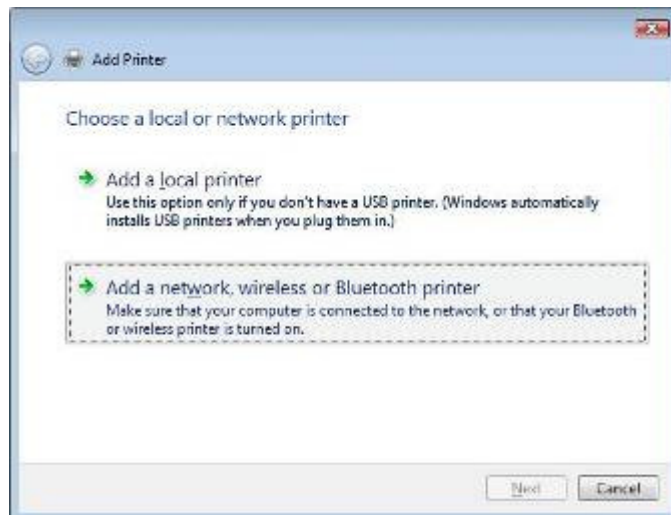 Add Printer
Choose a local or network printer
Add a local printer
Use this option only if you don't have a USB printer. (Windows automatically
installs USB printers when you plug them in.)
Add a network, wireless or Bluetooth printer
Make sure that your computer is connected to the network, or that your Bluetooth
or wireless printer is turned on.
Next Cancel